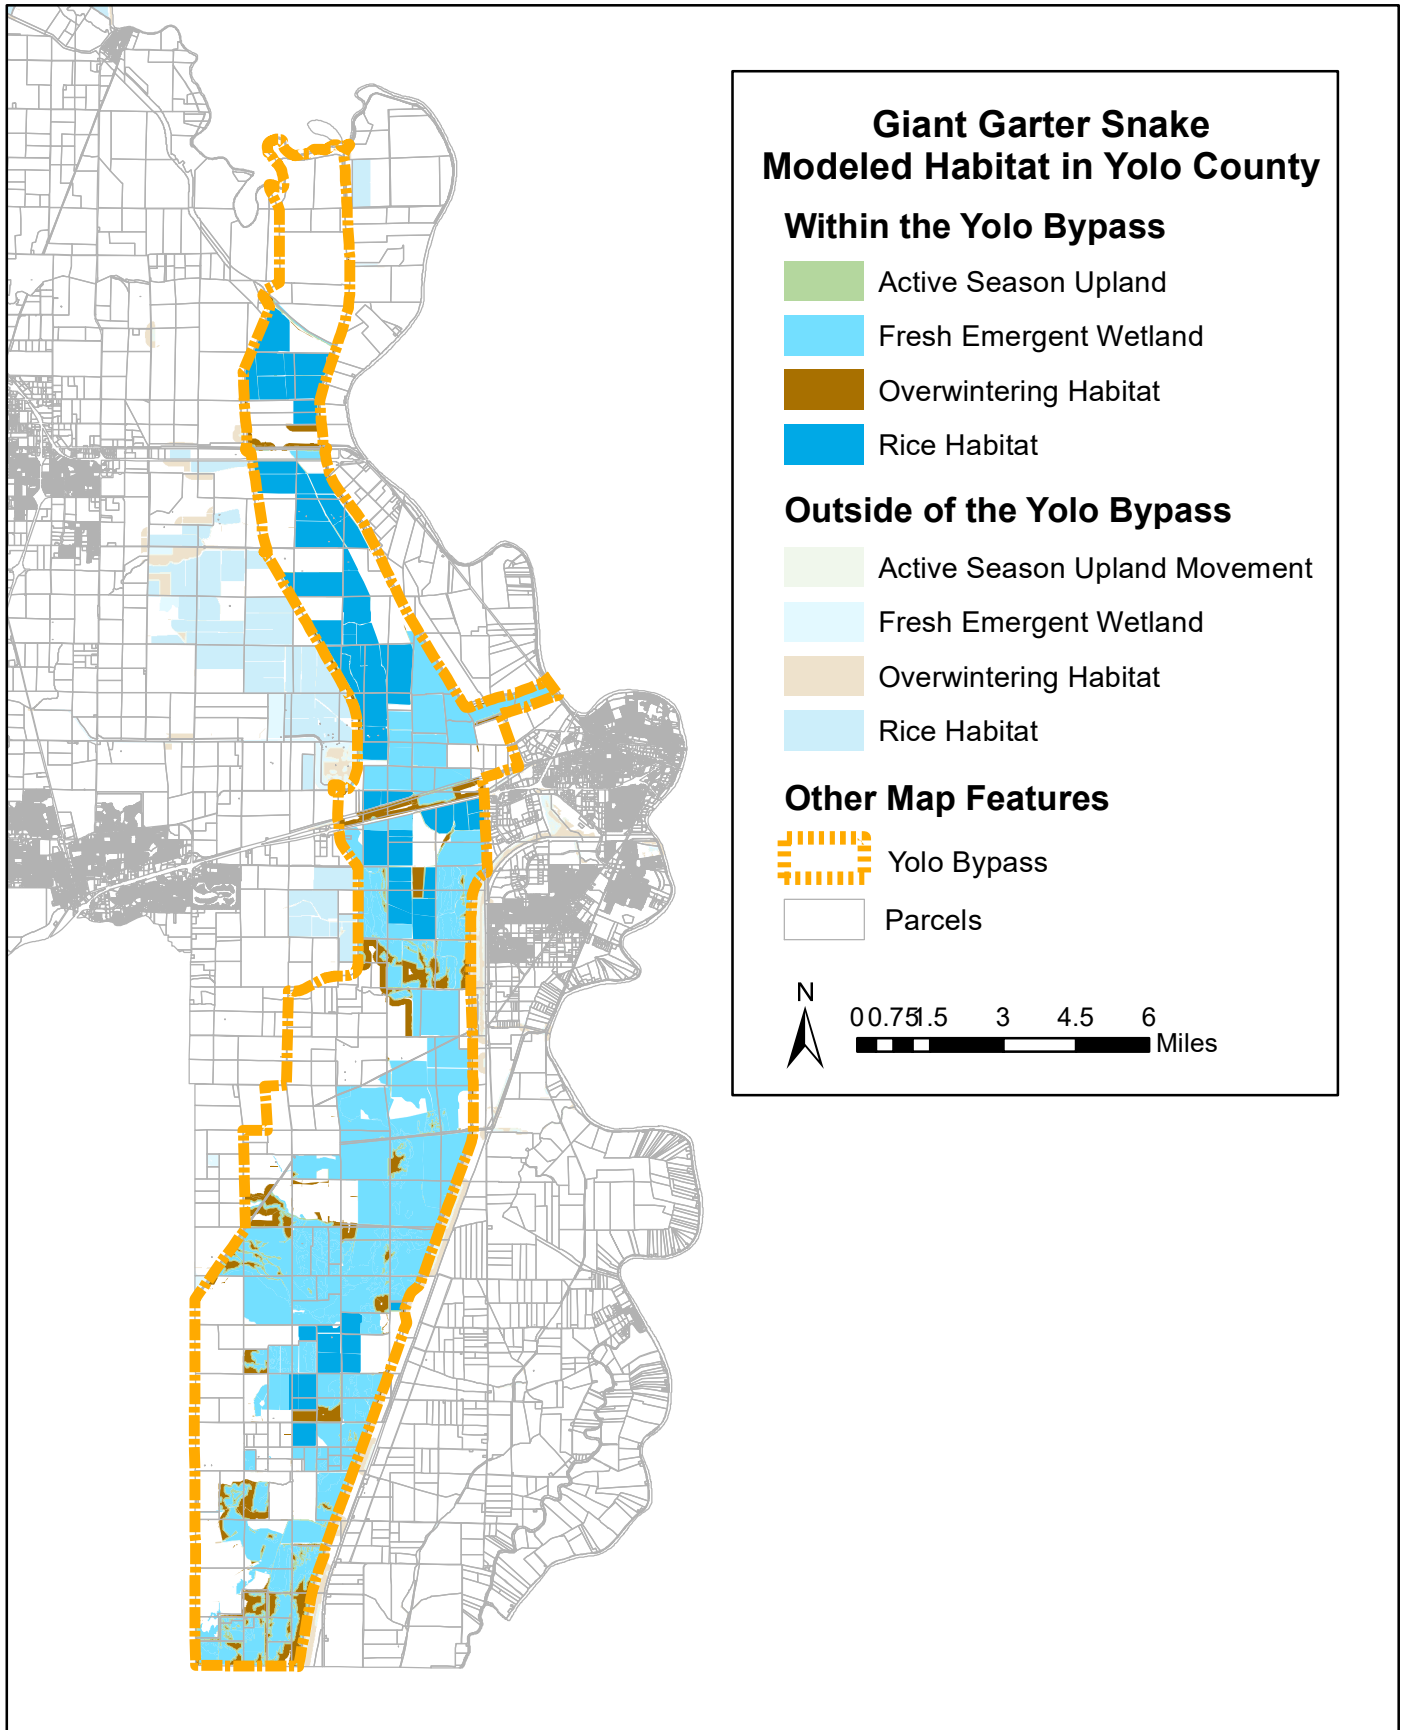 Giant Garter Snake
Modeled Habitat in Yolo County
Within the Yolo Bypass
Active Season Upland
Fresh Emergent Wetland
Overwintering Habitat
Rice Habitat
Outside of the Yolo Bypass
Active Season Upland Movement
Fresh Emergent Wetland
Overwintering Habitat
Rice Habitat
Other Map Features
Yolo Bypass
Parcels
N
0 0.75 1.5 3 4.5 6
Miles